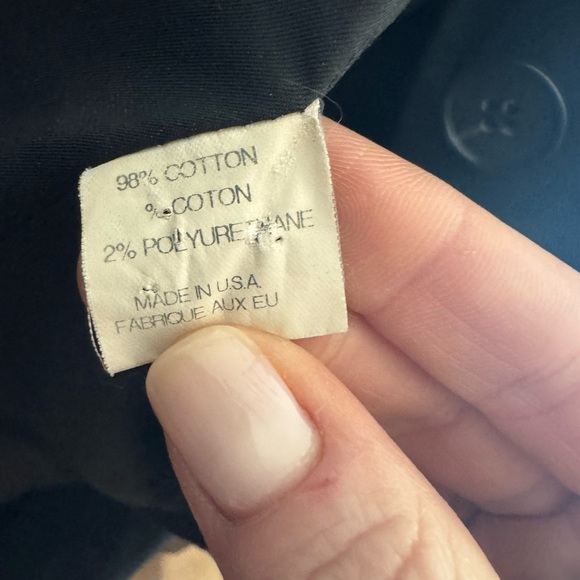 98% COTTON
% COTON
2% POLYURETHANE
MADE IN U.S.A.
FABRIQUE AUX EU